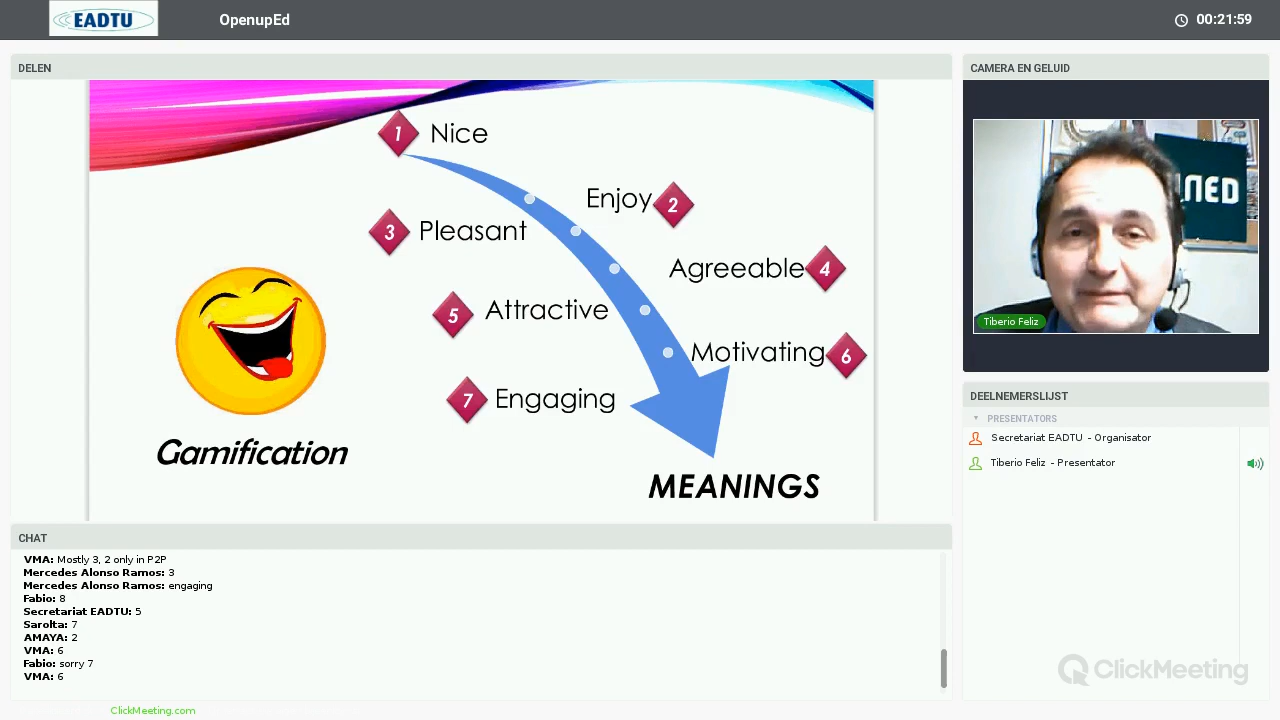 EADTU
OpenupEd
00:21:59
DELEN
1 Nice
Enjoy 2
3 Pleasant
Agreeable 4
5 Attractive
Motivating 6
7 Engaging
Gamification
MEANINGS
CAMERA EN GELUID
NED
Tiberio Feliz
DEELNEMERSLIJST
PRESENTATORS
Secretariat EADTU - Organisator
Tiberio Feliz - Presentator
CHAT
VMA: Mostly 3, 2 only in P2P
Mercedes Alonso Ramos: 3
Mercedes Alonso Ramos: engaging
Fabio: 8
Secretariat EADTU: 5
Sarolta: 7
AMAYA: 2
VMA: 6
Fabio: sorry 7
VMA: 6
ClickMeeting
ClickMeeting.com